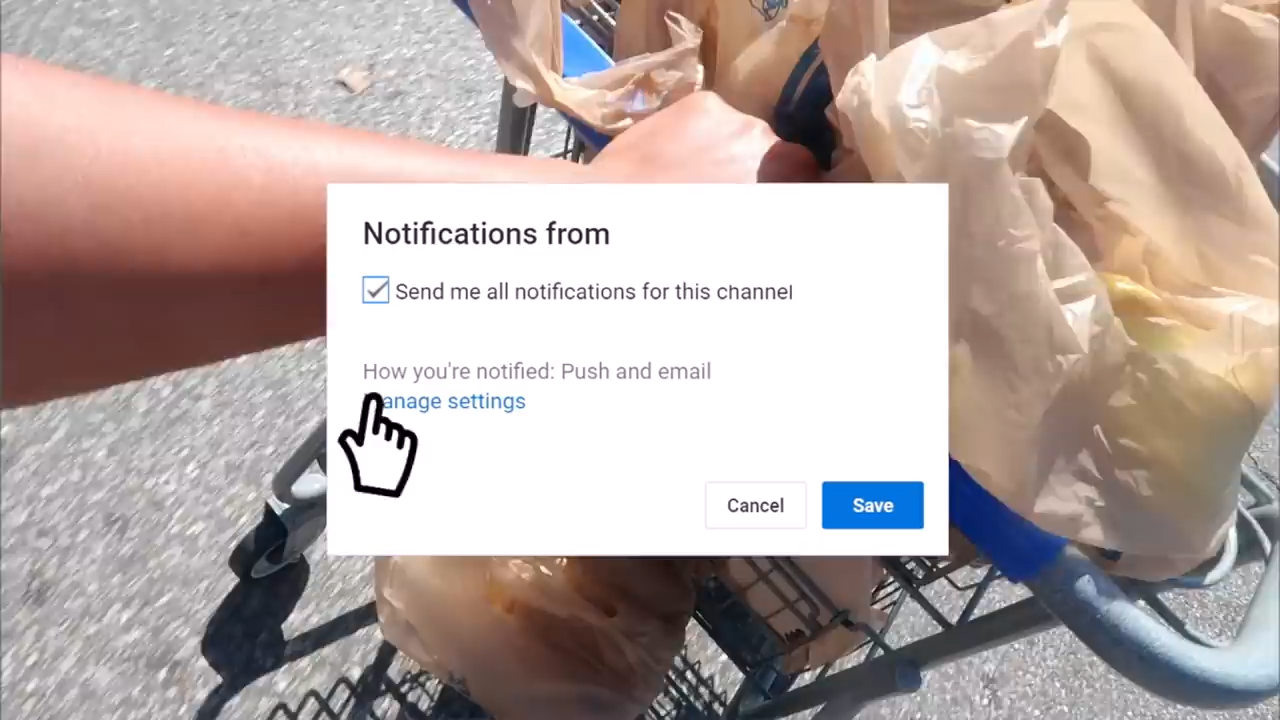 Notifications from
Send me all notifications for this channel
How you're notified: Push and email
anage settings
Cancel
Save